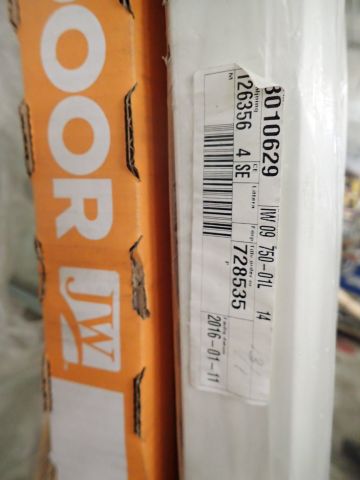 DOOR
JW
3010629
JW 09 750-01L 14
126356 4 SE
728535
2016-01-11